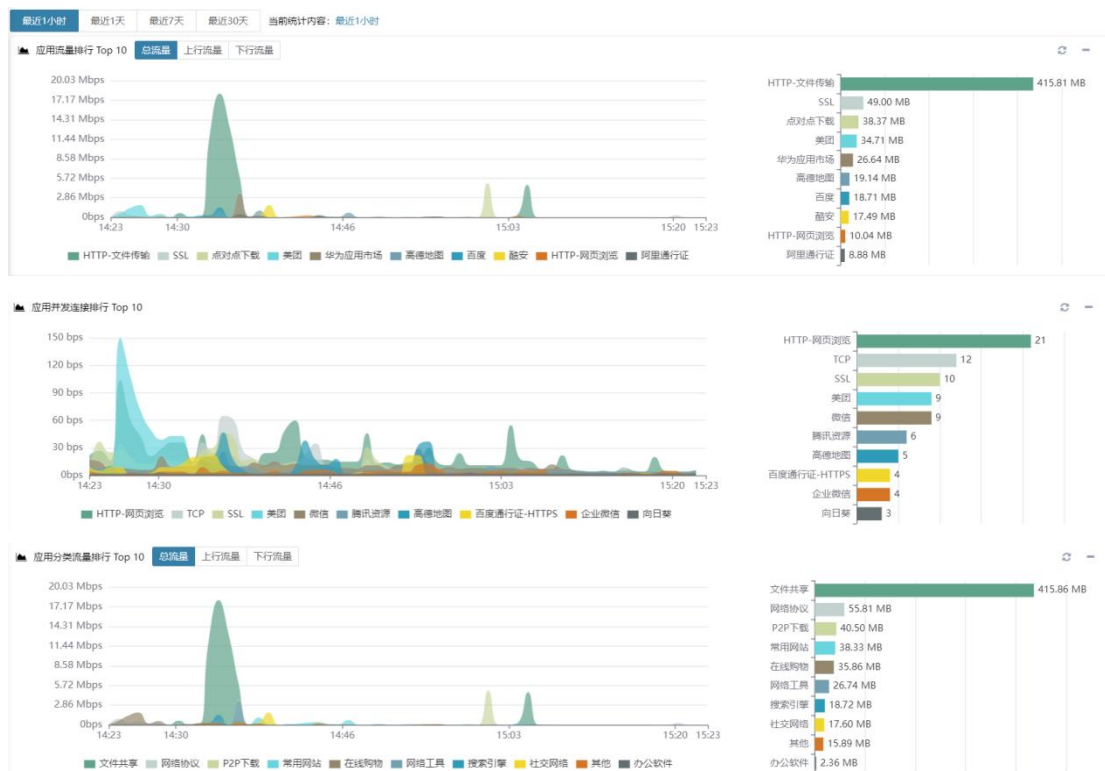 最近1小时 最近1天 最近7天 最近30天 当前统计内容：最近1小时
应用流量排行 Top 10 总流量 上行流量 下行流量
20.03 Mbps
17.17 Mbps
14.31 Mbps
11.44 Mbps
8.58 Mbps
5.72 Mbps
2.86 Mbps
0bps
14:23 14:30 14:46 15:03 15:20 15:23
HTTP-文件传输 SSL 点对点下载 美团 华为应用市场 高德地图 百度 酷安 HTTP-网页浏览 阿里通行证
HTTP-文件传输 415.81 MB
SSL 49.00 MB
点对点下载 38.37 MB
美团 34.71 MB
华为应用市场 26.64 MB
高德地图 19.14 MB
百度 18.71 MB
酷安 17.49 MB
HTTP-网页浏览 10.04 MB
阿里通行证 8.88 MB
应用并发连接排行 Top 10
150 bps
120 bps
90 bps
60 bps
30 bps
0bps
14:23 14:30 14:46 15:03 15:20 15:23
HTTP-网页浏览 TCP SSL 美团 微信 腾讯资源 高德地图 百度通行证-HTTPS 企业微信 向日葵
HTTP-网页浏览 21
TCP 12
SSL 10
美团 9
微信 9
腾讯资源 6
高德地图 5
百度通行证-HTTPS 4
企业微信 4
向日葵 3
应用分类流量排行 Top 10 总流量 上行流量 下行流量
20.03 Mbps
17.17 Mbps
14.31 Mbps
11.44 Mbps
8.58 Mbps
5.72 Mbps
2.86 Mbps
0bps
14:23 14:30 14:46 15:03 15:20 15:23
文件共享 网络协议 P2P下载 常用网站 在线购物 网络工具 搜索引擎 社交网络 其他 办公软件
文件共享 415.86 MB
网络协议 55.81 MB
P2P下载 40.50 MB
常用网站 38.33 MB
在线购物 35.86 MB
网络工具 26.74 MB
搜索引擎 18.72 MB
社交网络 17.60 MB
其他 15.89 MB
办公软件 2.36 MB